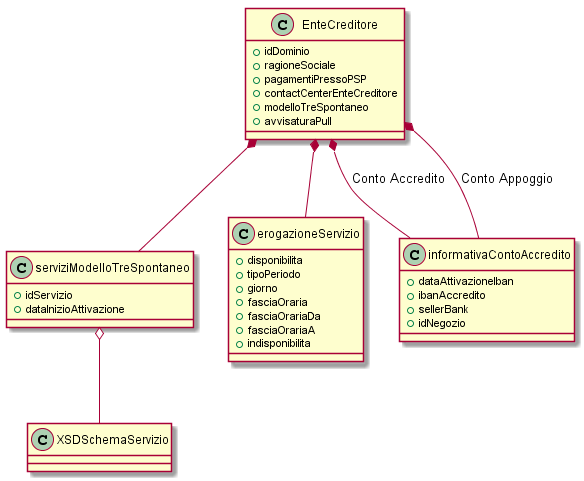 C EnteCreditore
idDominio
ragioneSociale
pagamentiPressoPSP
contactCenterEnteCreditore
modelloTreSpontaneo
avvisaturaPull
Conto Accredito
Conto Appoggio
C serviziModelloTreSpontaneo
idServizio
dataInizioAttivazione
C erogazioneServizio
disponibilita
tipoPeriodo
giorno
fasciaOraria
fasciaOrariaDa
fasciaOrariaA
indisponibilita
C informativaContoAccredito
dataAttivazioneIban
ibanAccredito
sellerBank
idNegozio
C XSDSchemaServizio